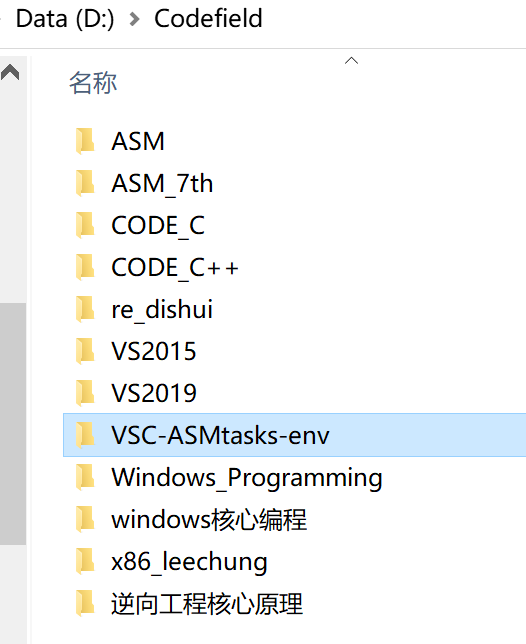 Data (D:) > Codefield
名称
ASM
ASM_7th
CODE_C
CODE_C++
re_dishui
VS2015
VS2019
VSC-ASMtasks-env
Windows_Programming
windows核心编程
x86_leechung
逆向工程核心原理